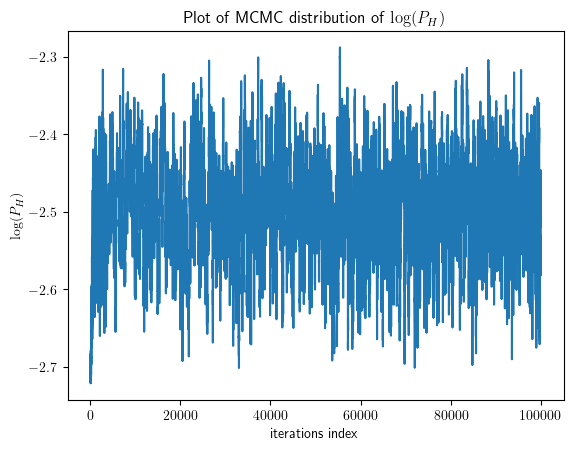 Plot of MCMC distribution of log(P_H)
−2.3
−2.4
−2.5
−2.6
−2.7
log(P_H)
0 20000 40000 60000 80000 100000
iterations index